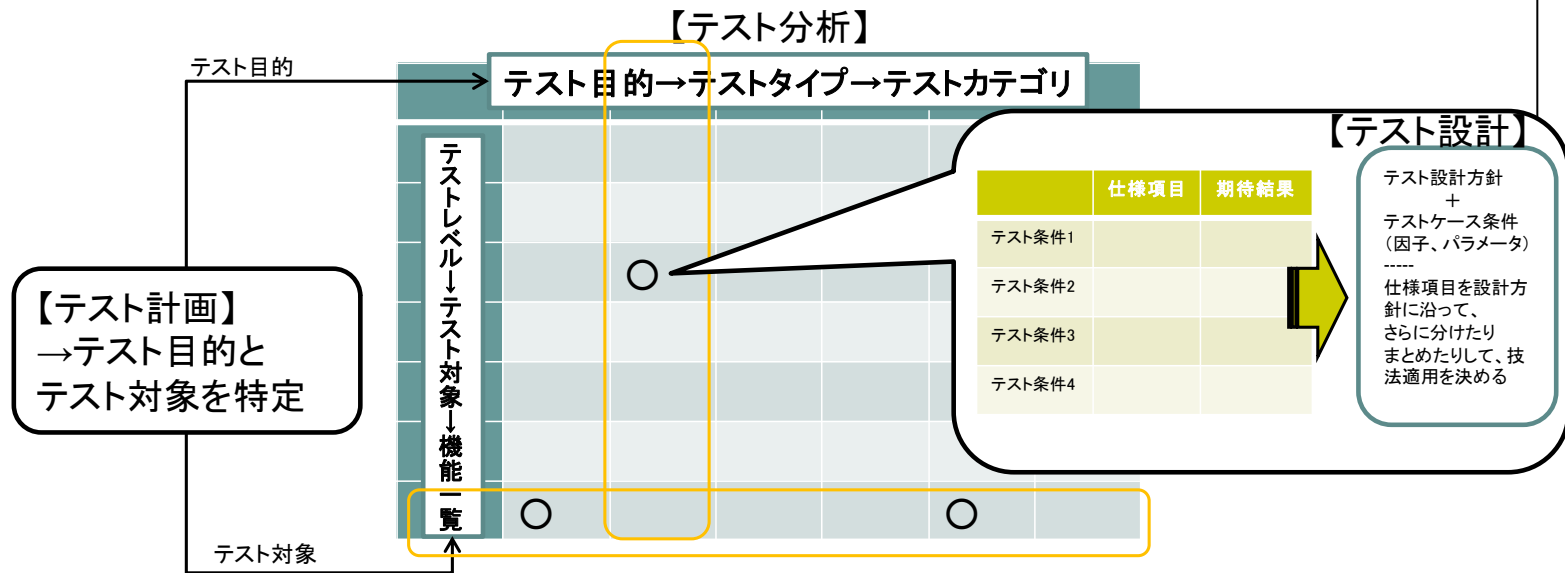 【テスト分析】
テスト目的
テスト目的→テストタイプ→テストカテゴリ
テストレベル→テスト対象→機能一覧
【テスト計画】
→テスト目的と
テスト対象を特定
テスト対象
【テスト設計】
仕様項目 期待結果
テスト条件1
テスト条件2
テスト条件3
テスト条件4
テスト設計方針
+
テストケース条件
(因子、パラメータ)
-----
仕様項目を設計方
針に沿って、
さらに分けたり
まとめたりして、技
法適用を決める